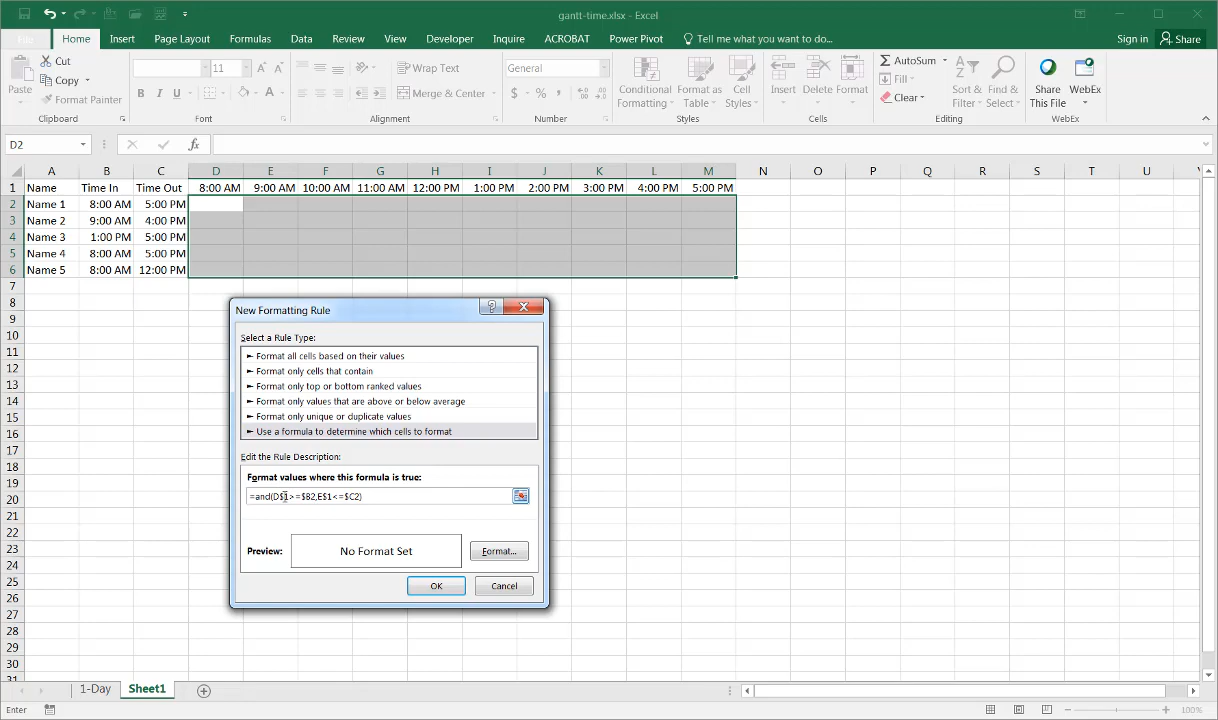 gantt-time.xlsx - Excel
File Home Insert Page Layout Formulas Data Review View Developer Inquire ACROBAT Power Pivot Tell me what you want to do... Sign in Share
Paste Cut Copy Format Painter Clipboard
11 B I U A Font
Wrap Text Merge & Center Alignment
General $ % , Number
Conditional Formatting Format as Table Cell Styles Styles
Insert Delete Format Cells
AutoSum Fill Clear Sort & Filter Find & Select Editing
Share This File WebEx WebEx
D2 fx
A B C D E F G H I J K L M N O P Q R S T U
1 Name Time In Time Out 8:00 AM 9:00 AM 10:00 AM 11:00 AM 12:00 PM 1:00 PM 2:00 PM 3:00 PM 4:00 PM 5:00 PM
2 Name 1 8:00 AM 5:00 PM
3 Name 2 9:00 AM 4:00 PM
4 Name 3 1:00 PM 5:00 PM
5 Name 4 8:00 AM 5:00 PM
6 Name 5 8:00 AM 12:00 PM
7
8
9
10
11
12
13
14
15
16
17
18
19
20
21
22
23
24
25
26
27
28
29
30
31
New Formatting Rule
Select a Rule Type:
► Format all cells based on their values
► Format only cells that contain
► Format only top or bottom ranked values
► Format only values that are above or below average
► Format only unique or duplicate values
► Use a formula to determine which cells to format
Edit the Rule Description:
Format values where this formula is true:
=and(D$1>=$B2,E$1<=$C2)
Preview: No Format Set Format...
OK Cancel
1-Day Sheet1
Enter 100%